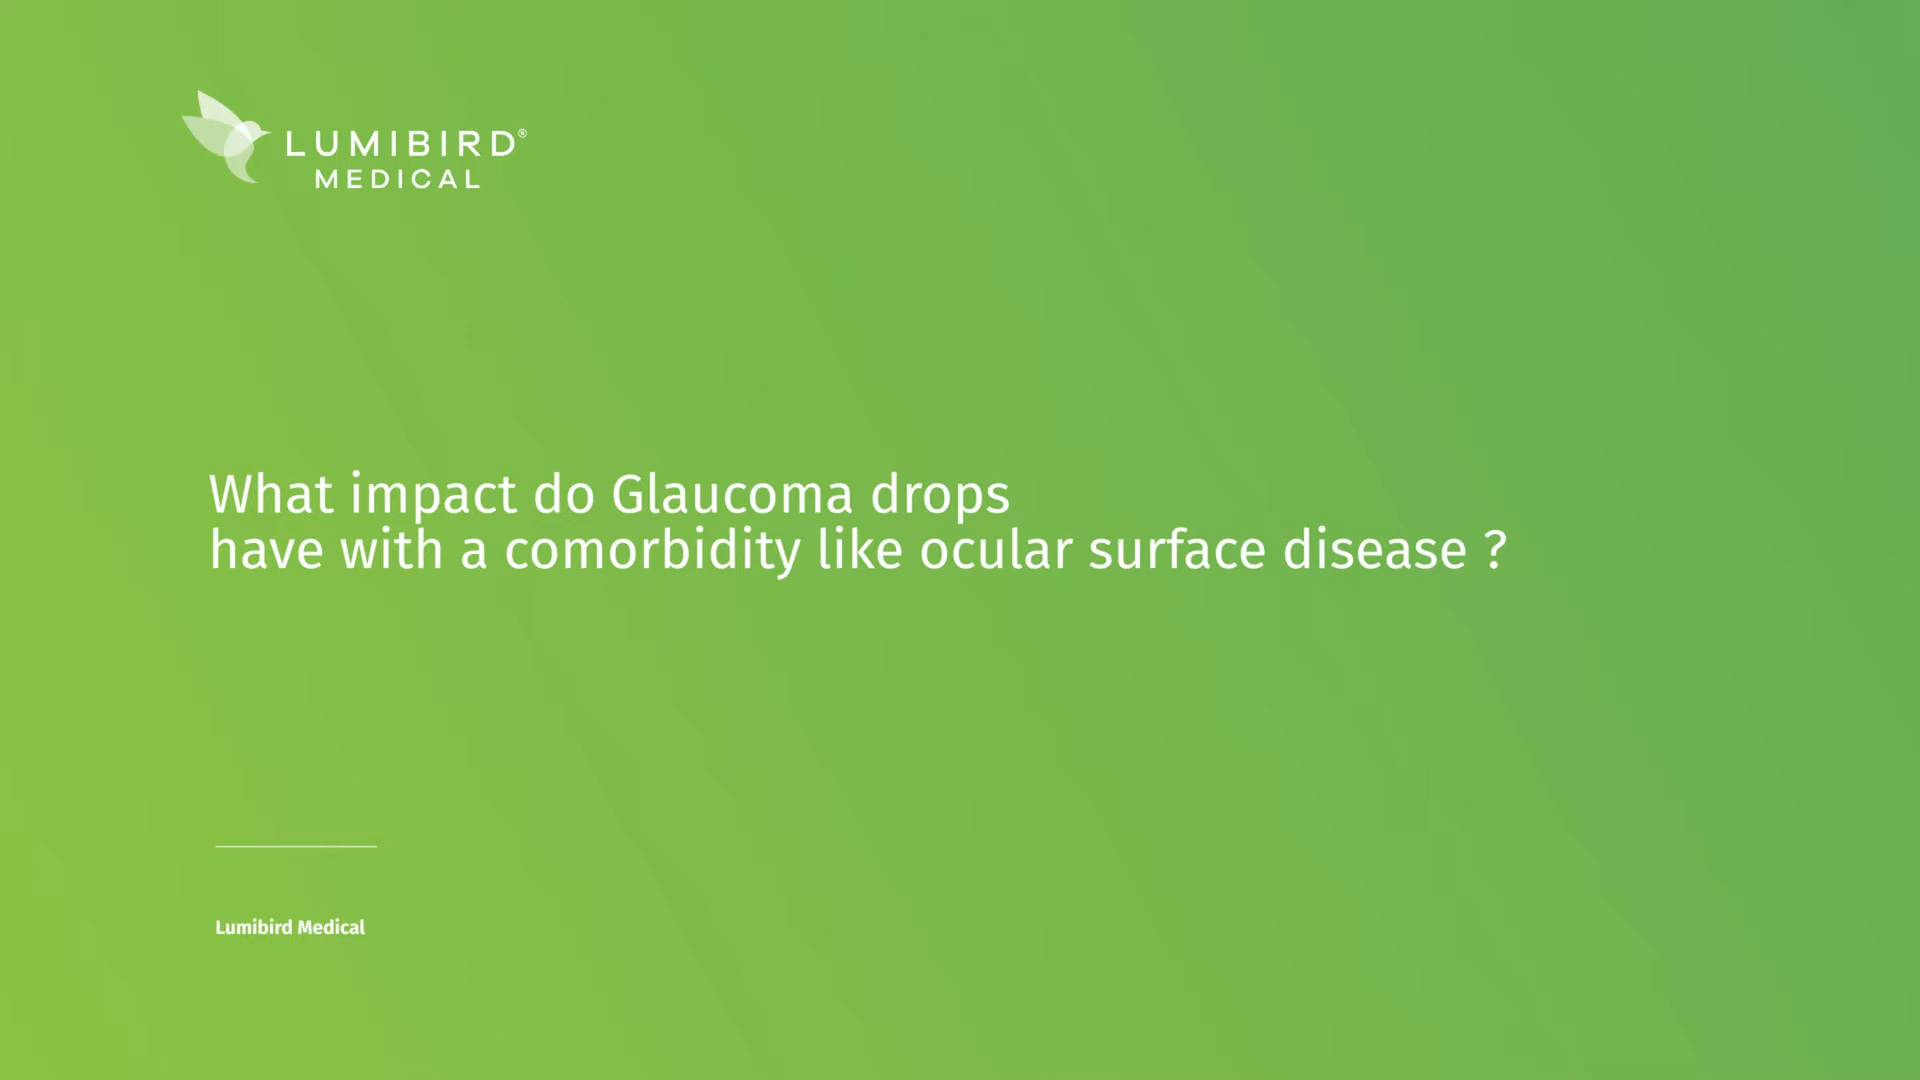 LUMIBIRD®
MEDICAL
What impact do Glaucoma drops
have with a comorbidity like ocular surface disease ?
Lumibird Medical